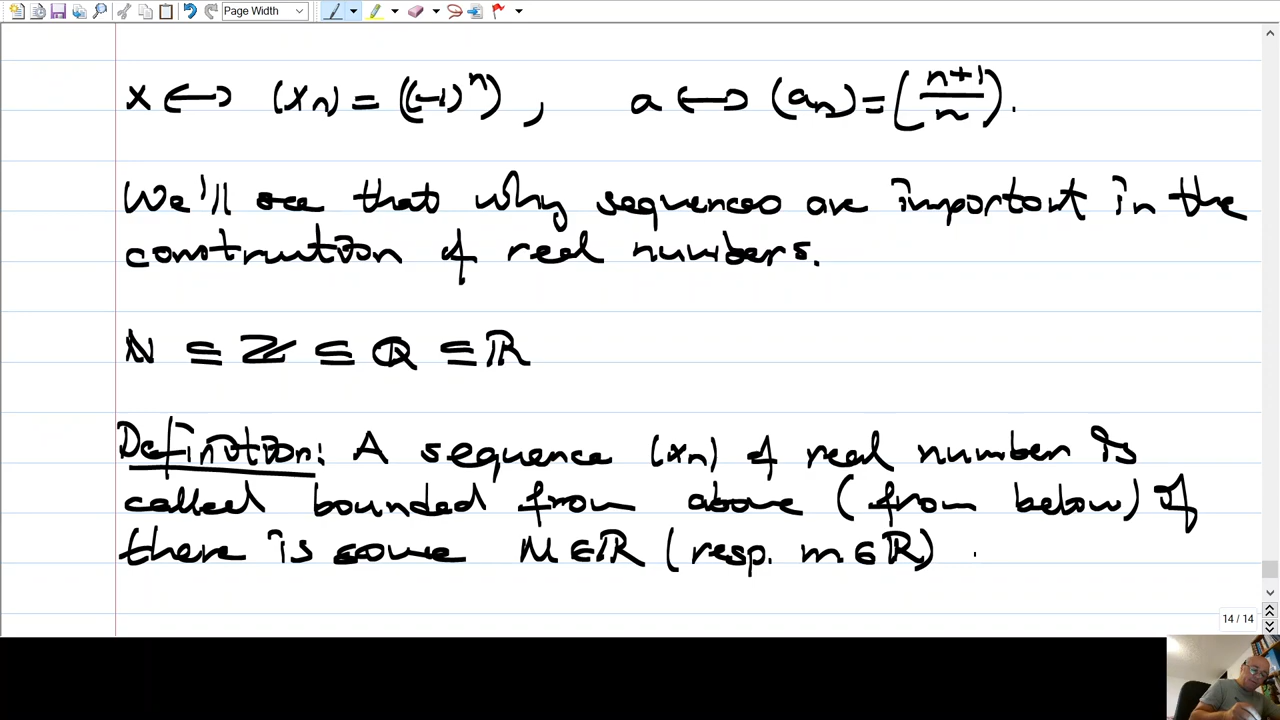 Page Width
x ↔ (xₙ) = ((-1)ⁿ) , a ↔ (aₙ) = (n+1/n).
We'll see that why sequences are important in the
construction of real numbers.
ℕ ⊆ ℤ ⊆ ℚ ⊆ ℝ
Definition: A sequence (xₙ) of real number is
called bounded from above (from below) if
there is some M∈ℝ (resp. m∈ℝ)
14 / 14